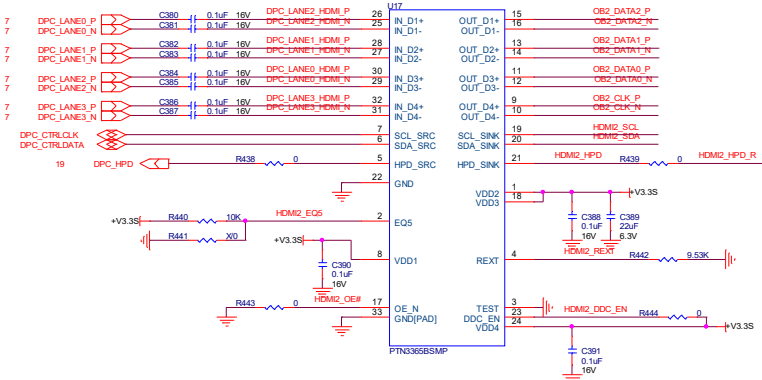 U17
7 DPC_LANE0_P C380 0.1uF 16V DPC_LANE2_HDMI_P 26 IN_D1+ OUT_D1+ 15 OB2_DATA2_P
7 DPC_LANE0_N C381 0.1uF 16V DPC_LANE2_HDMI_N 25 IN_D1- OUT_D1- 16 OB2_DATA2_N
7 DPC_LANE1_P C382 0.1uF 16V DPC_LANE1_HDMI_P 28 IN_D2+ OUT_D2+ 13 OB2_DATA1_P
7 DPC_LANE1_N C383 0.1uF 16V DPC_LANE1_HDMI_N 27 IN_D2- OUT_D2- 14 OB2_DATA1_N
7 DPC_LANE2_P C384 0.1uF 16V DPC_LANE0_HDMI_P 30 IN_D3+ OUT_D3+ 11 OB2_DATA0_P
7 DPC_LANE2_N C385 0.1uF 16V DPC_LANE0_HDMI_N 29 IN_D3- OUT_D3- 12 OB2_DATA0_N
7 DPC_LANE3_P C386 0.1uF 16V DPC_LANE3_HDMI_P 32 IN_D4+ OUT_D4+ 9 OB2_CLK_P
7 DPC_LANE3_N C387 0.1uF 16V DPC_LANE3_HDMI_N 31 IN_D4- OUT_D4- 10 OB2_CLK_N
DPC_CTRLCLK 7 SCL_SRC SCL_SINK 19 HDMI2_SCL
DPC_CTRLDATA 6 SDA_SRC SDA_SINK 20 HDMI2_SDA
19 DPC_HPD R438 0 5 HPD_SRC HPD_SINK 21 HDMI2_HPD R439 0 HDMI2_HPD_R
22 GND
VDD2 1 +V3.3S
VDD3 18
C388 C389
0.1uF 22uF
16V 6.3V
+V3.3S R440 10K HDMI2_EQ5 2 EQ5
R441 X/0
+V3.3S
8 VDD1 REXT 4 HDMI2_REXT R442 9.53K
C390
0.1uF
16V
R443 0 HDMI2_OE# 17 OE_N TEST 3
33 GND[PAD] DDC_EN 23 HDMI2_DDC_EN R444 0
VDD4 24 +V3.3S
C391
0.1uF
16V
PTN3365BSMP